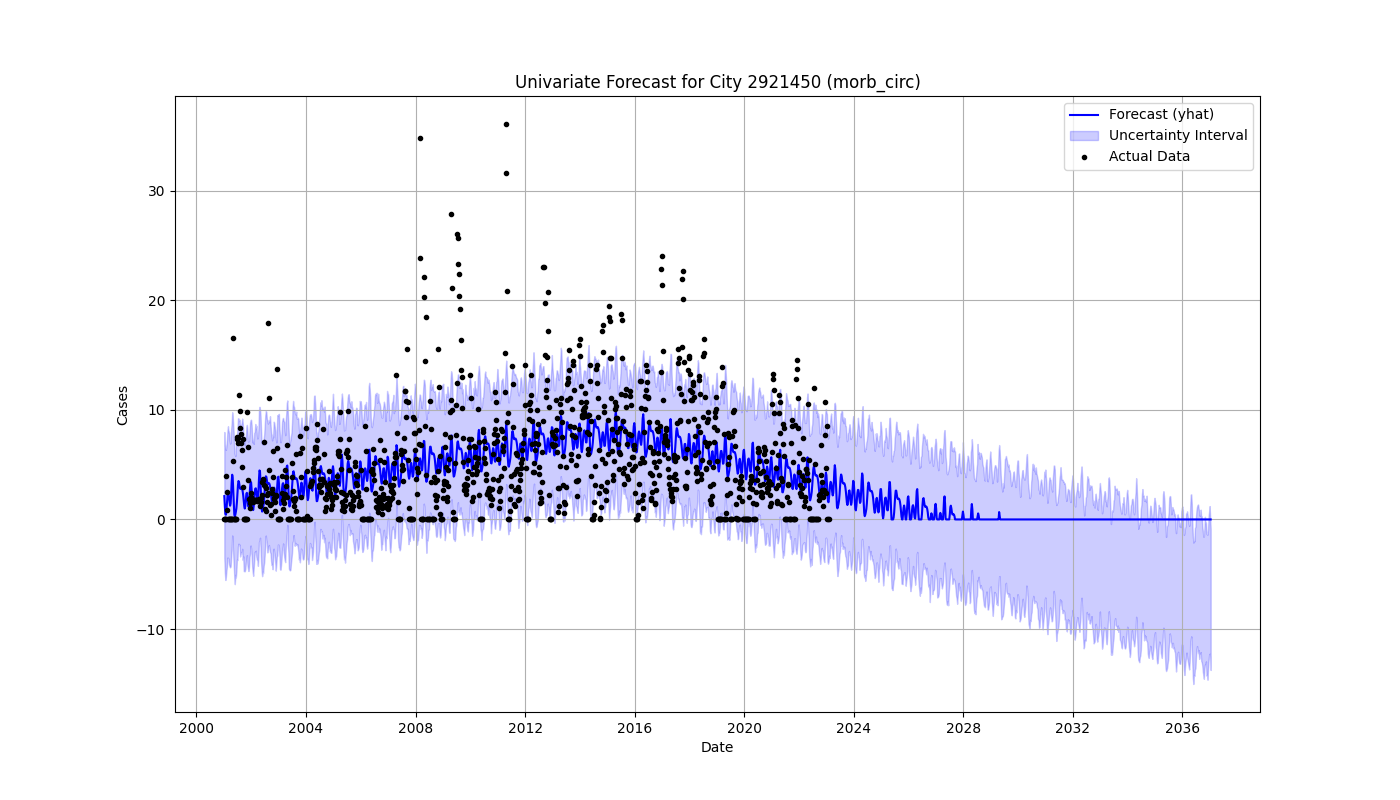 Univariate Forecast for City 2921450 (morb_circ)
Forecast (yhat)
Uncertainty Interval
Actual Data
Cases
30
20
10
0
−10
2000 2004 2008 2012 2016 2020 2024 2028 2032 2036
Date